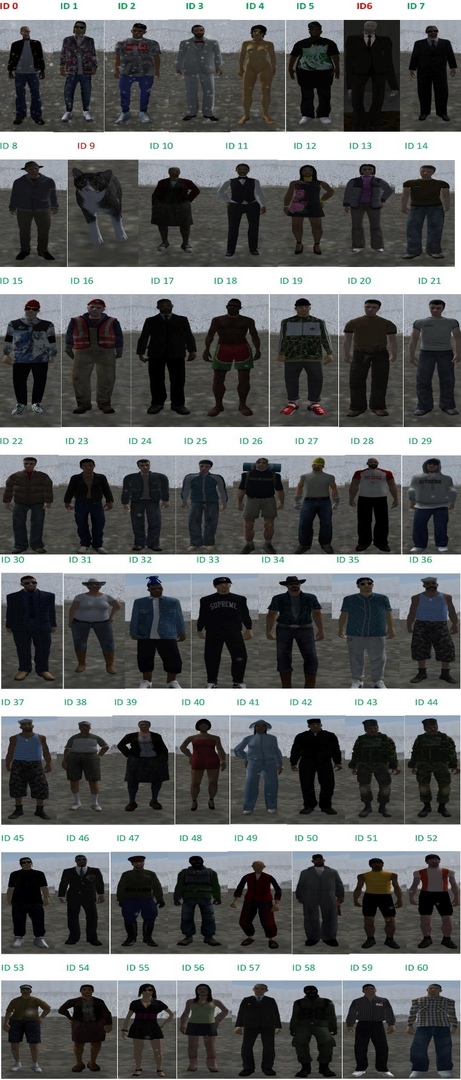 ID 0 ID 1 ID 2 ID 3 ID 4 ID 5 ID6 ID 7
ID 8 ID 9 ID 10 ID 11 ID 12 ID 13 ID 14
ID 15 ID 16 ID 17 ID 18 ID 19 ID 20 ID 21
ID 22 ID 23 ID 24 ID 25 ID 26 ID 27 ID 28 ID 29
ID 30 ID 31 ID 32 ID 33 ID 34 ID 35 ID 36
SUPREME
ID 37 ID 38 ID 39 ID 40 ID 41 ID 42 ID 43 ID 44
ID 45 ID 46 ID 47 ID 48 ID 49 ID 50 ID 51 ID 52
ID 53 ID 54 ID 55 ID 56 ID 57 ID 58 ID 59 ID 60